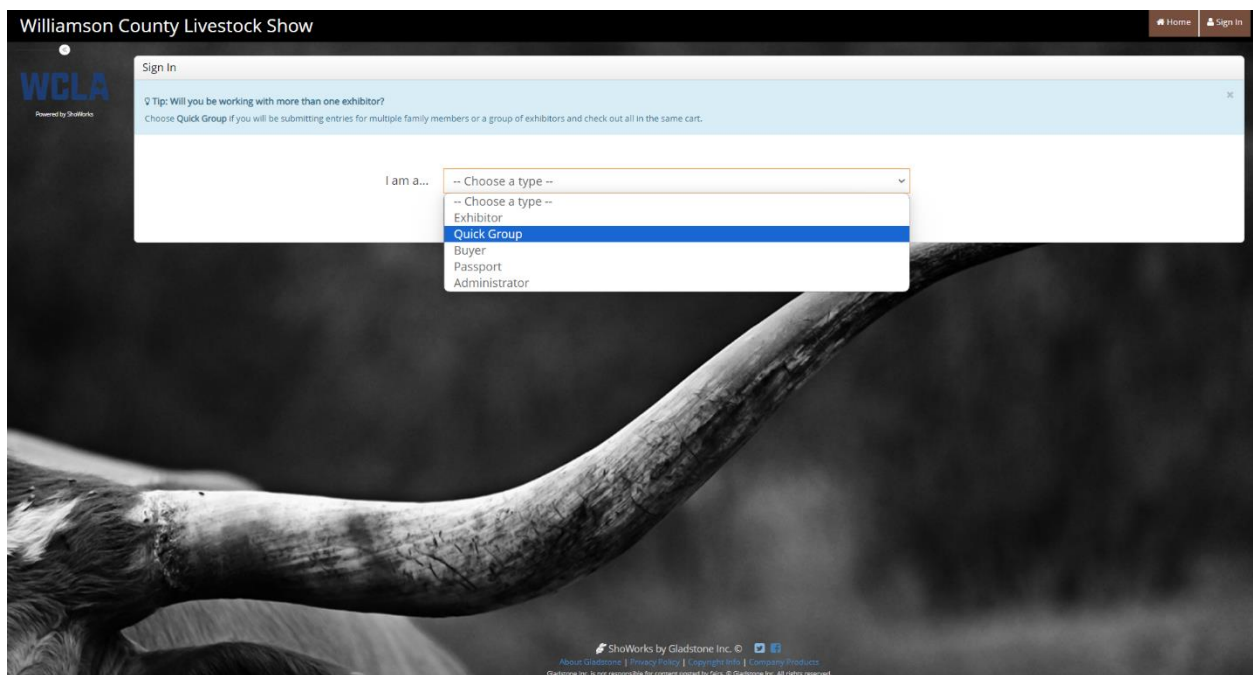 Williamson County Livestock Show
Home
Sign In
WCLA
Powered by ShoWorks
Sign In
Tip: Will you be working with more than one exhibitor?
Choose Quick Group if you will be submitting entries for multiple family members or a group of exhibitors and check out all in the same cart.
I am a...
-- Choose a type --
-- Choose a type --
Exhibitor
Quick Group
Buyer
Passport
Administrator
ShoWorks by Gladstone Inc. ©
About Gladstone | Privacy Policy | Copyright Info | Company Products
Gladstone Inc. is not responsible for content posted by fairs. © Gladstone Inc. All rights reserved.